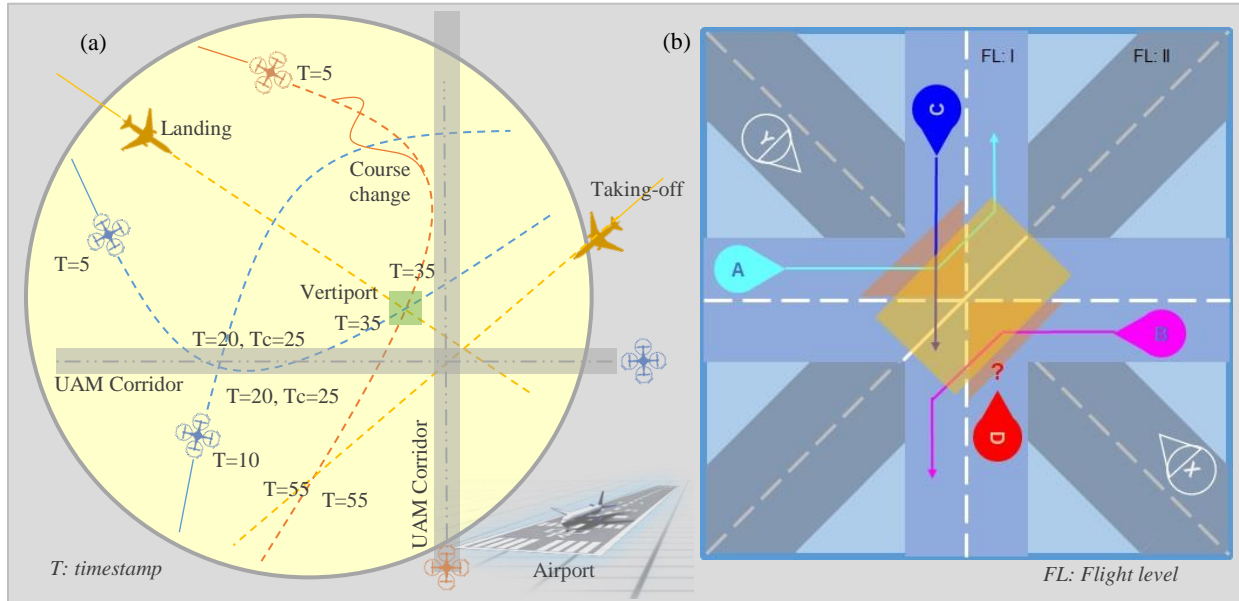 (a)
T=5
Landing
Course
change
Taking-off
T=5
T=35
Vertiport
T=35
T=20, Tc=25
UAM Corridor
T=20, Tc=25
T=10
UAM Corridor
T=55
T=55
Airport
T: timestamp
(b)
FL: I
FL: II
C
Y
A
B
?
D
X
FL: Flight level